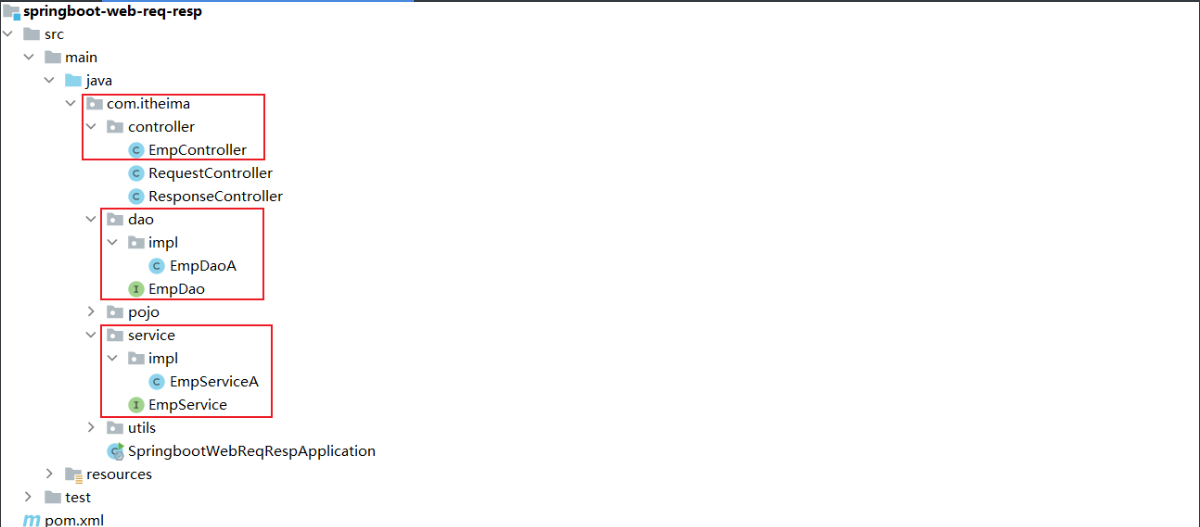 springboot-web-req-resp
src
main
java
com.itheima
controller
C EmpController
C RequestController
C ResponseController
dao
impl
C EmpDaoA
I EmpDao
pojo
service
impl
C EmpServiceA
I EmpService
utils
SpringbootWebReqRespApplication
resources
test
m pom.xml